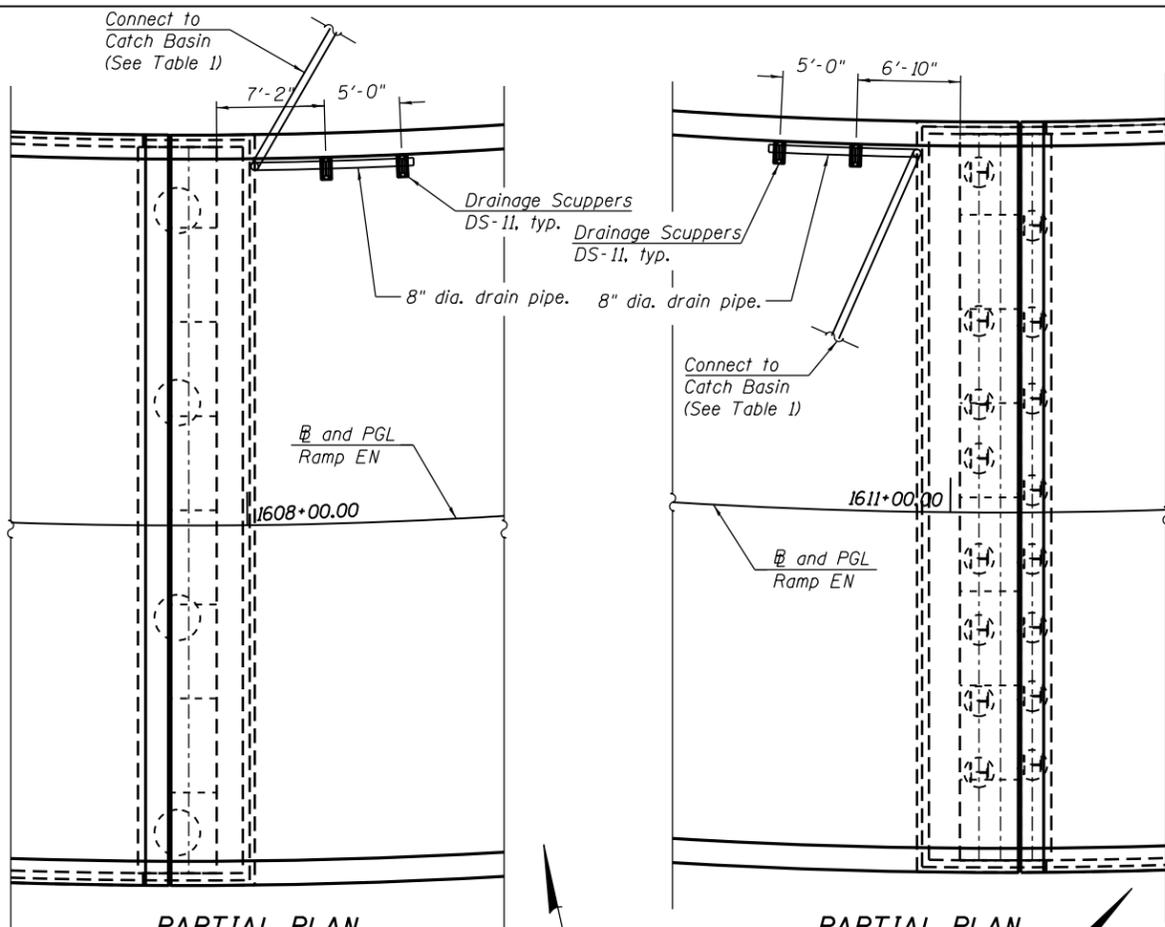 Connect to
Catch Basin
(See Table 1)
7'-2"
5'-0"
Drainage Scuppers
DS-11, typ.
8" dia. drain pipe.
℄ and PGL
Ramp EN
1608+00.00
PARTIAL PLAN
5'-0"
6'-10"
Drainage Scuppers
DS-11, typ.
8" dia. drain pipe.
Connect to
Catch Basin
(See Table 1)
1611+00.00
℄ and PGL
Ramp EN
PARTIAL PLAN